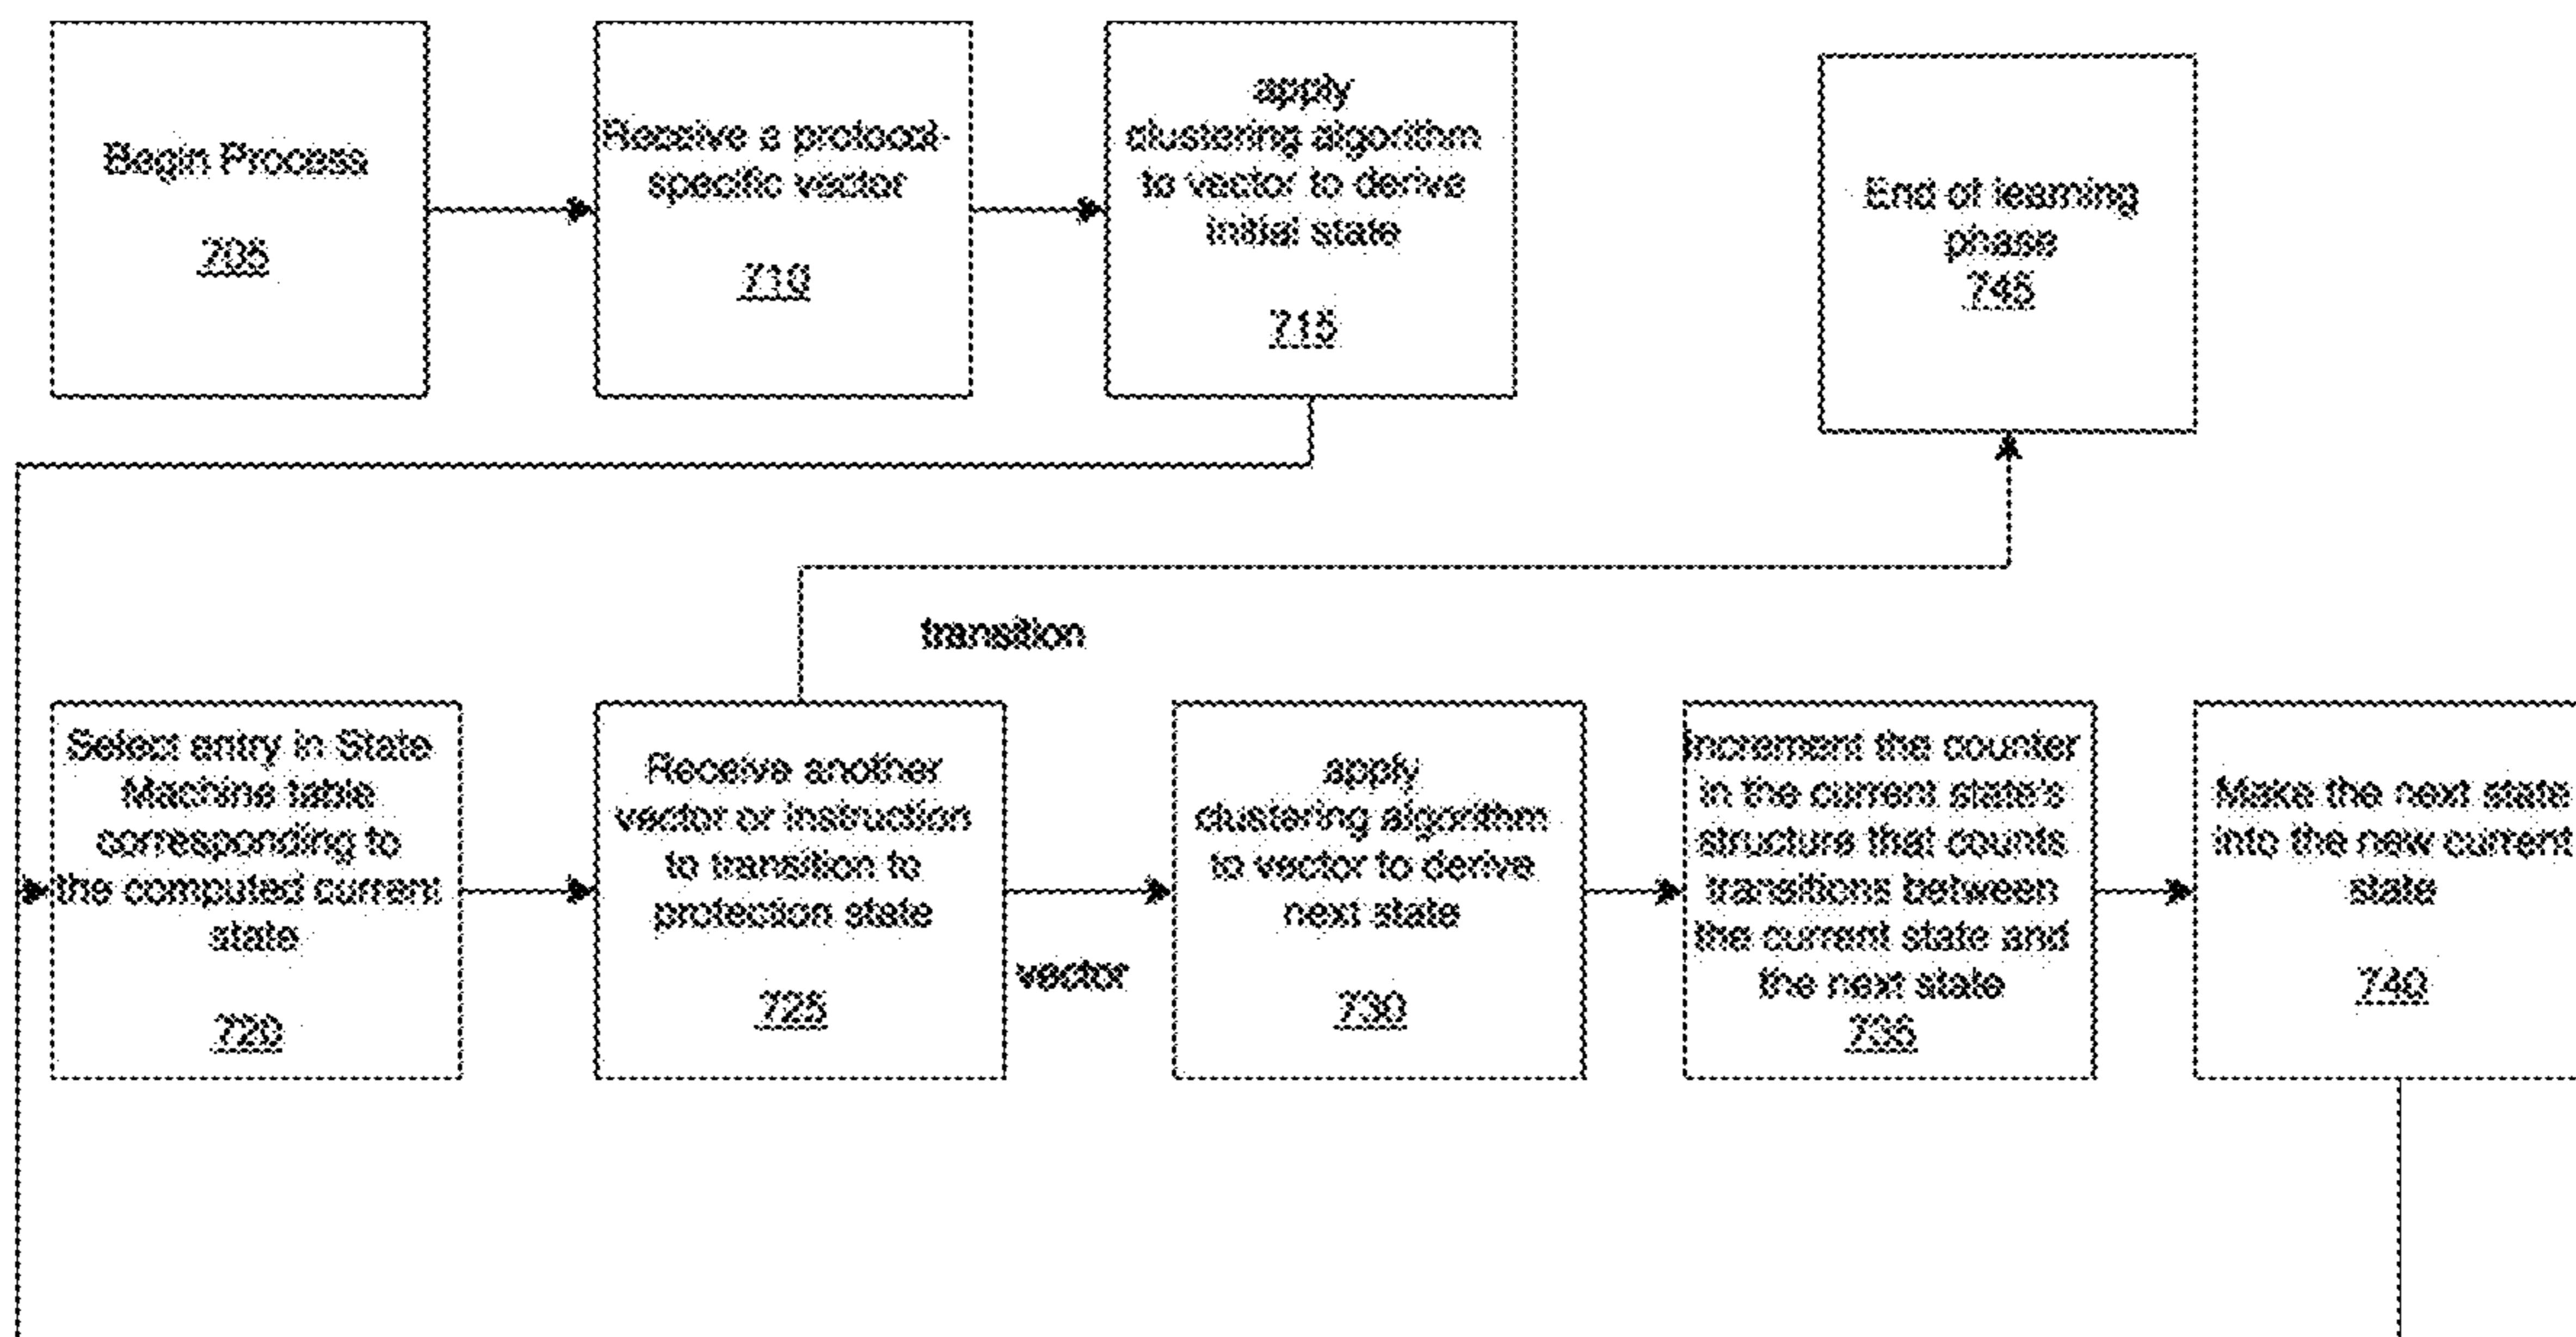 Begin Process
705
Receive a protocol-
specific vector
710
apply
clustering algorithm
to vector to derive
initial state
715
End of learning
phase
745
transition
Select entry in State
Machine table
corresponding to
the computed current
state
720
Receive another
vector or instruction
to transition to
protection state
725
vector
apply
clustering algorithm
to vector to derive
next state
730
Increment the counter
in the current state's
structure that counts
transitions between
the current state and
the next state
735
Make the next state
into the new current
state
740